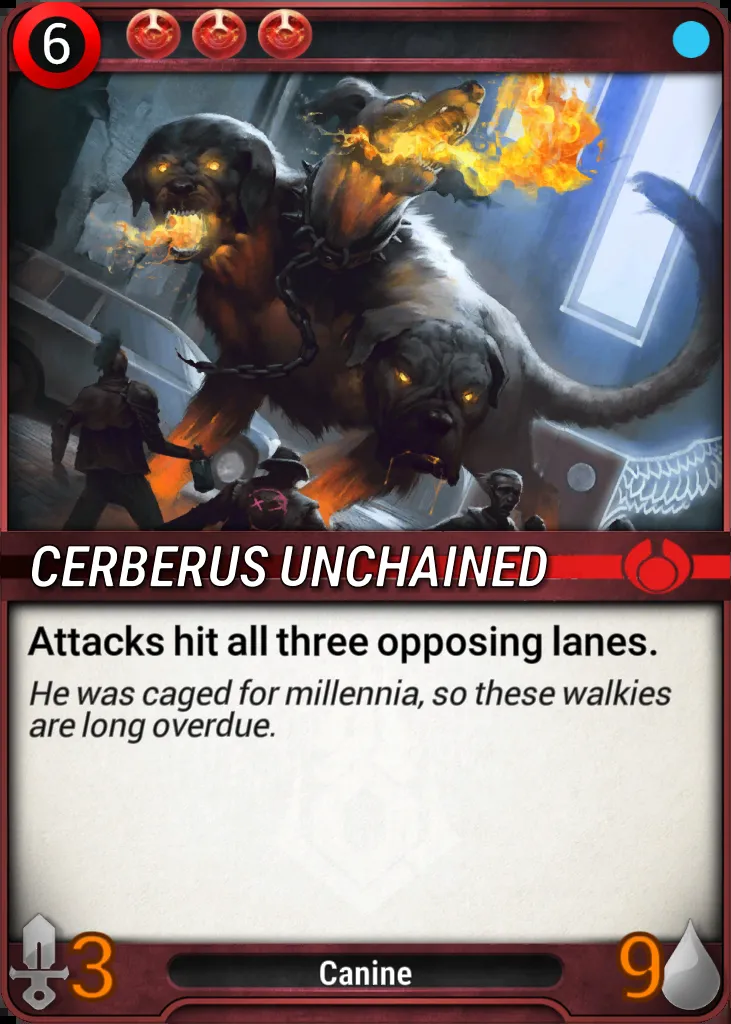 6
CERBERUS UNCHAINED
Attacks hit all three opposing lanes.
He was caged for millennia, so these walkies
are long overdue.
3
Canine
9